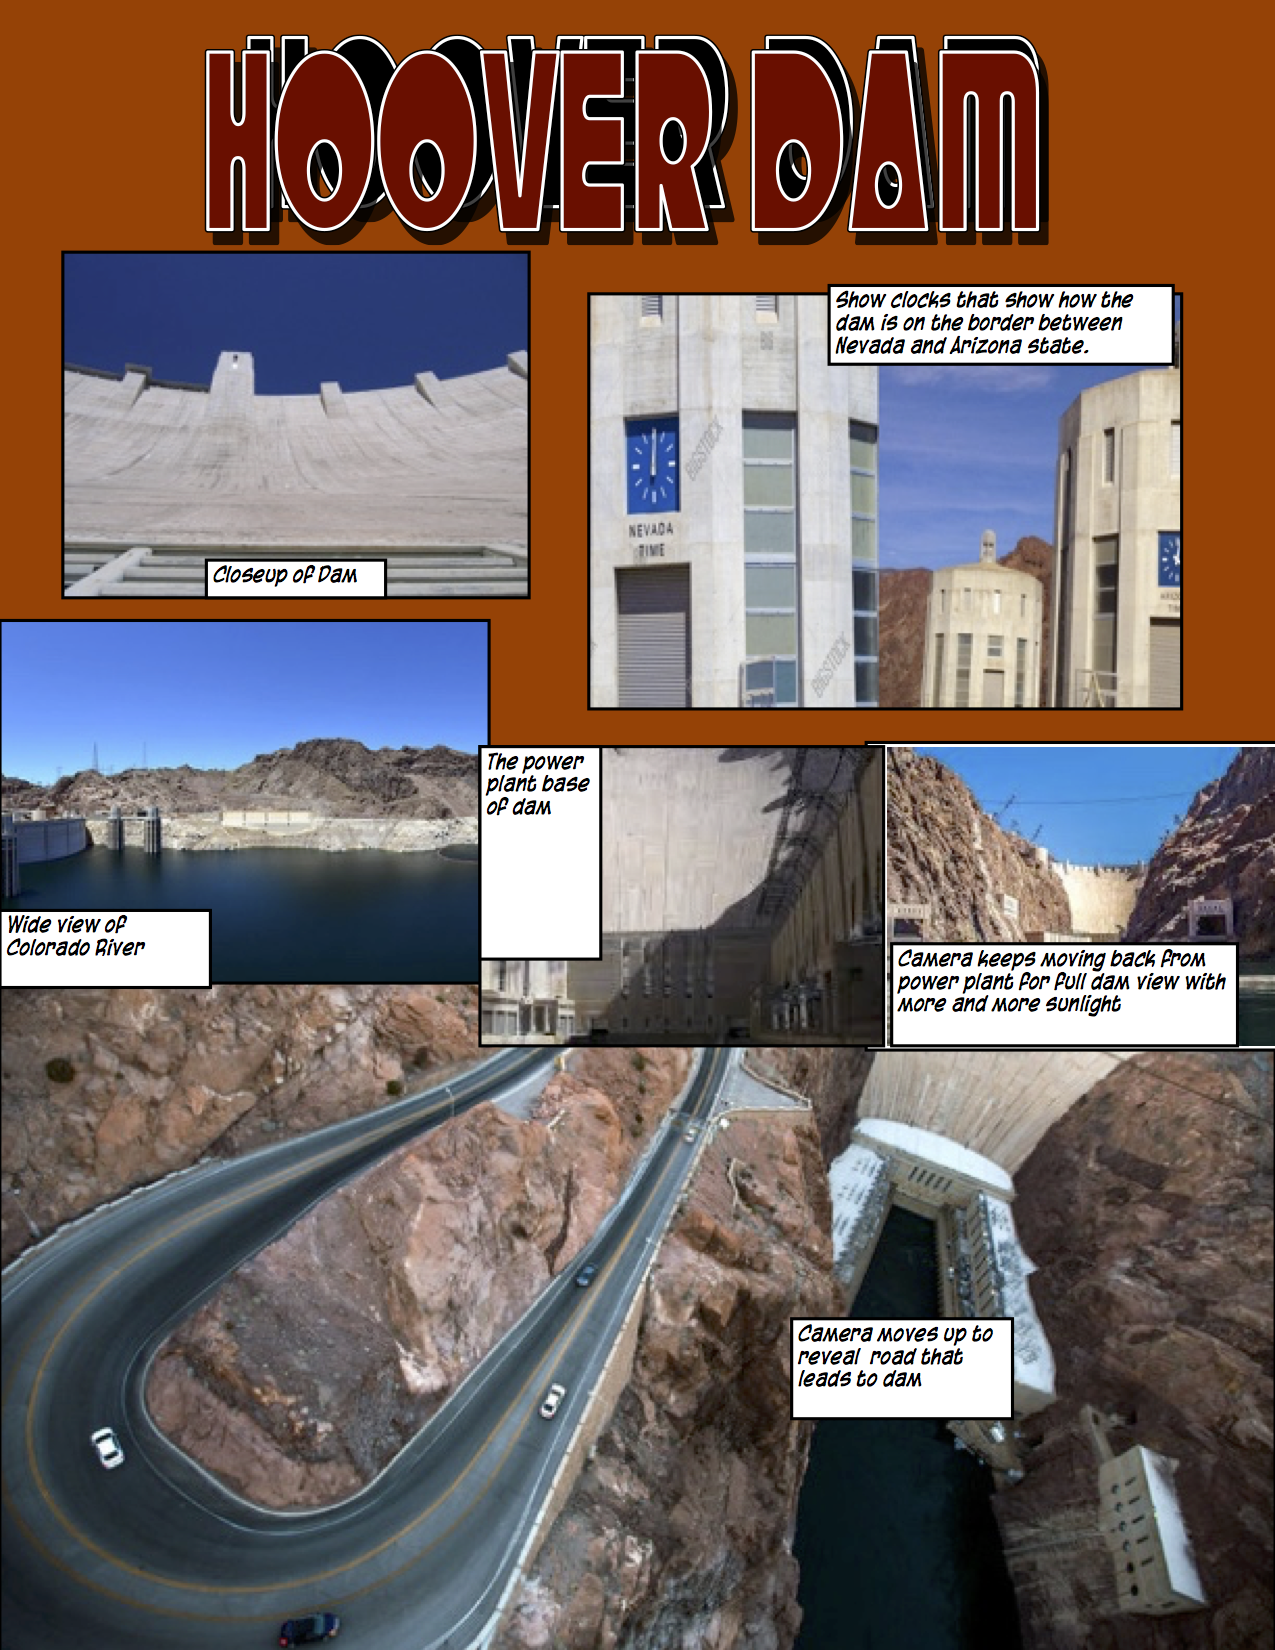 HOOVER DAM
Closeup of Dam
Show clocks that show how the
dam is on the border between
Nevada and Arizona state.
BIGSTOCK
NEVADA
TIME
BIGSTOCK
Wide view of
Colorado River
The power
plant base
of dam
Camera keeps moving back from
power plant for full dam view with
more and more sunlight
Camera moves up to
reveal road that
leads to dam